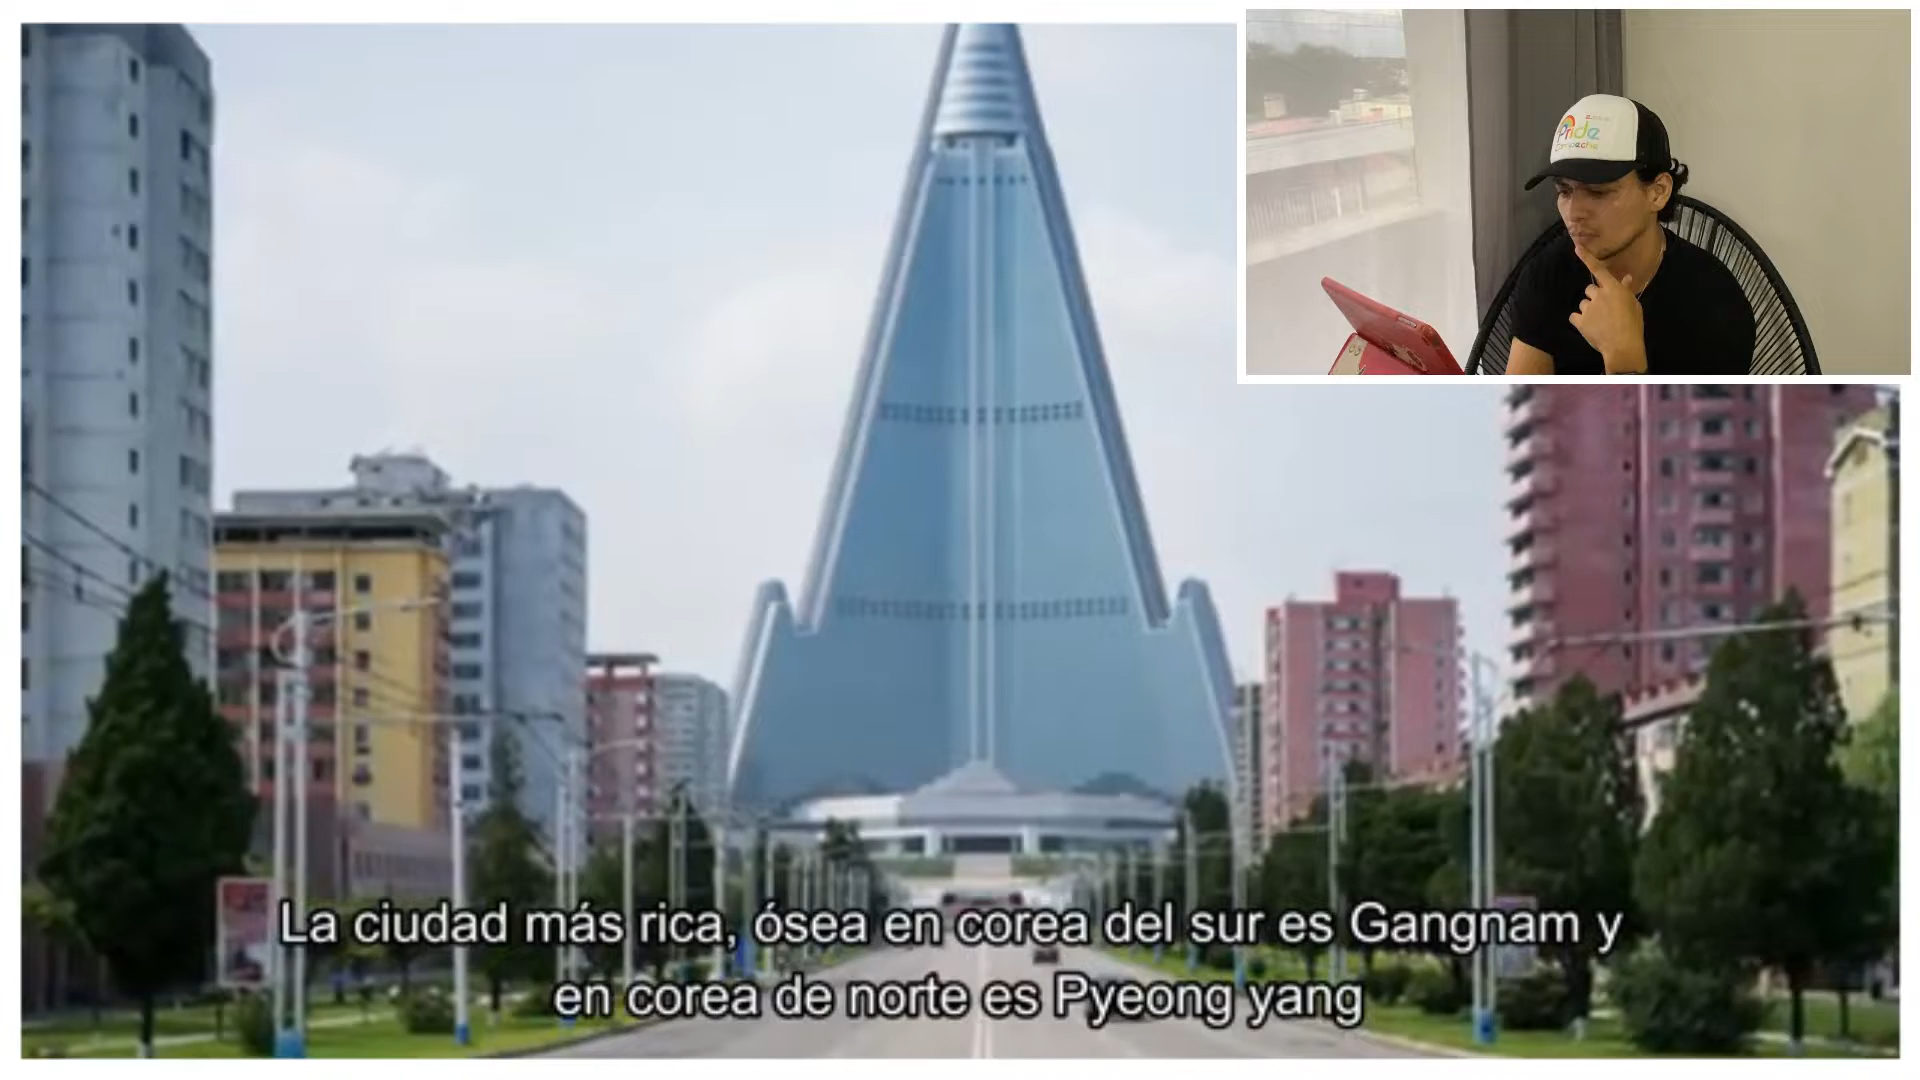 Pride
Campeche
La ciudad más rica, ósea en corea del sur es Gangnam y
en corea de norte es Pyeong yang